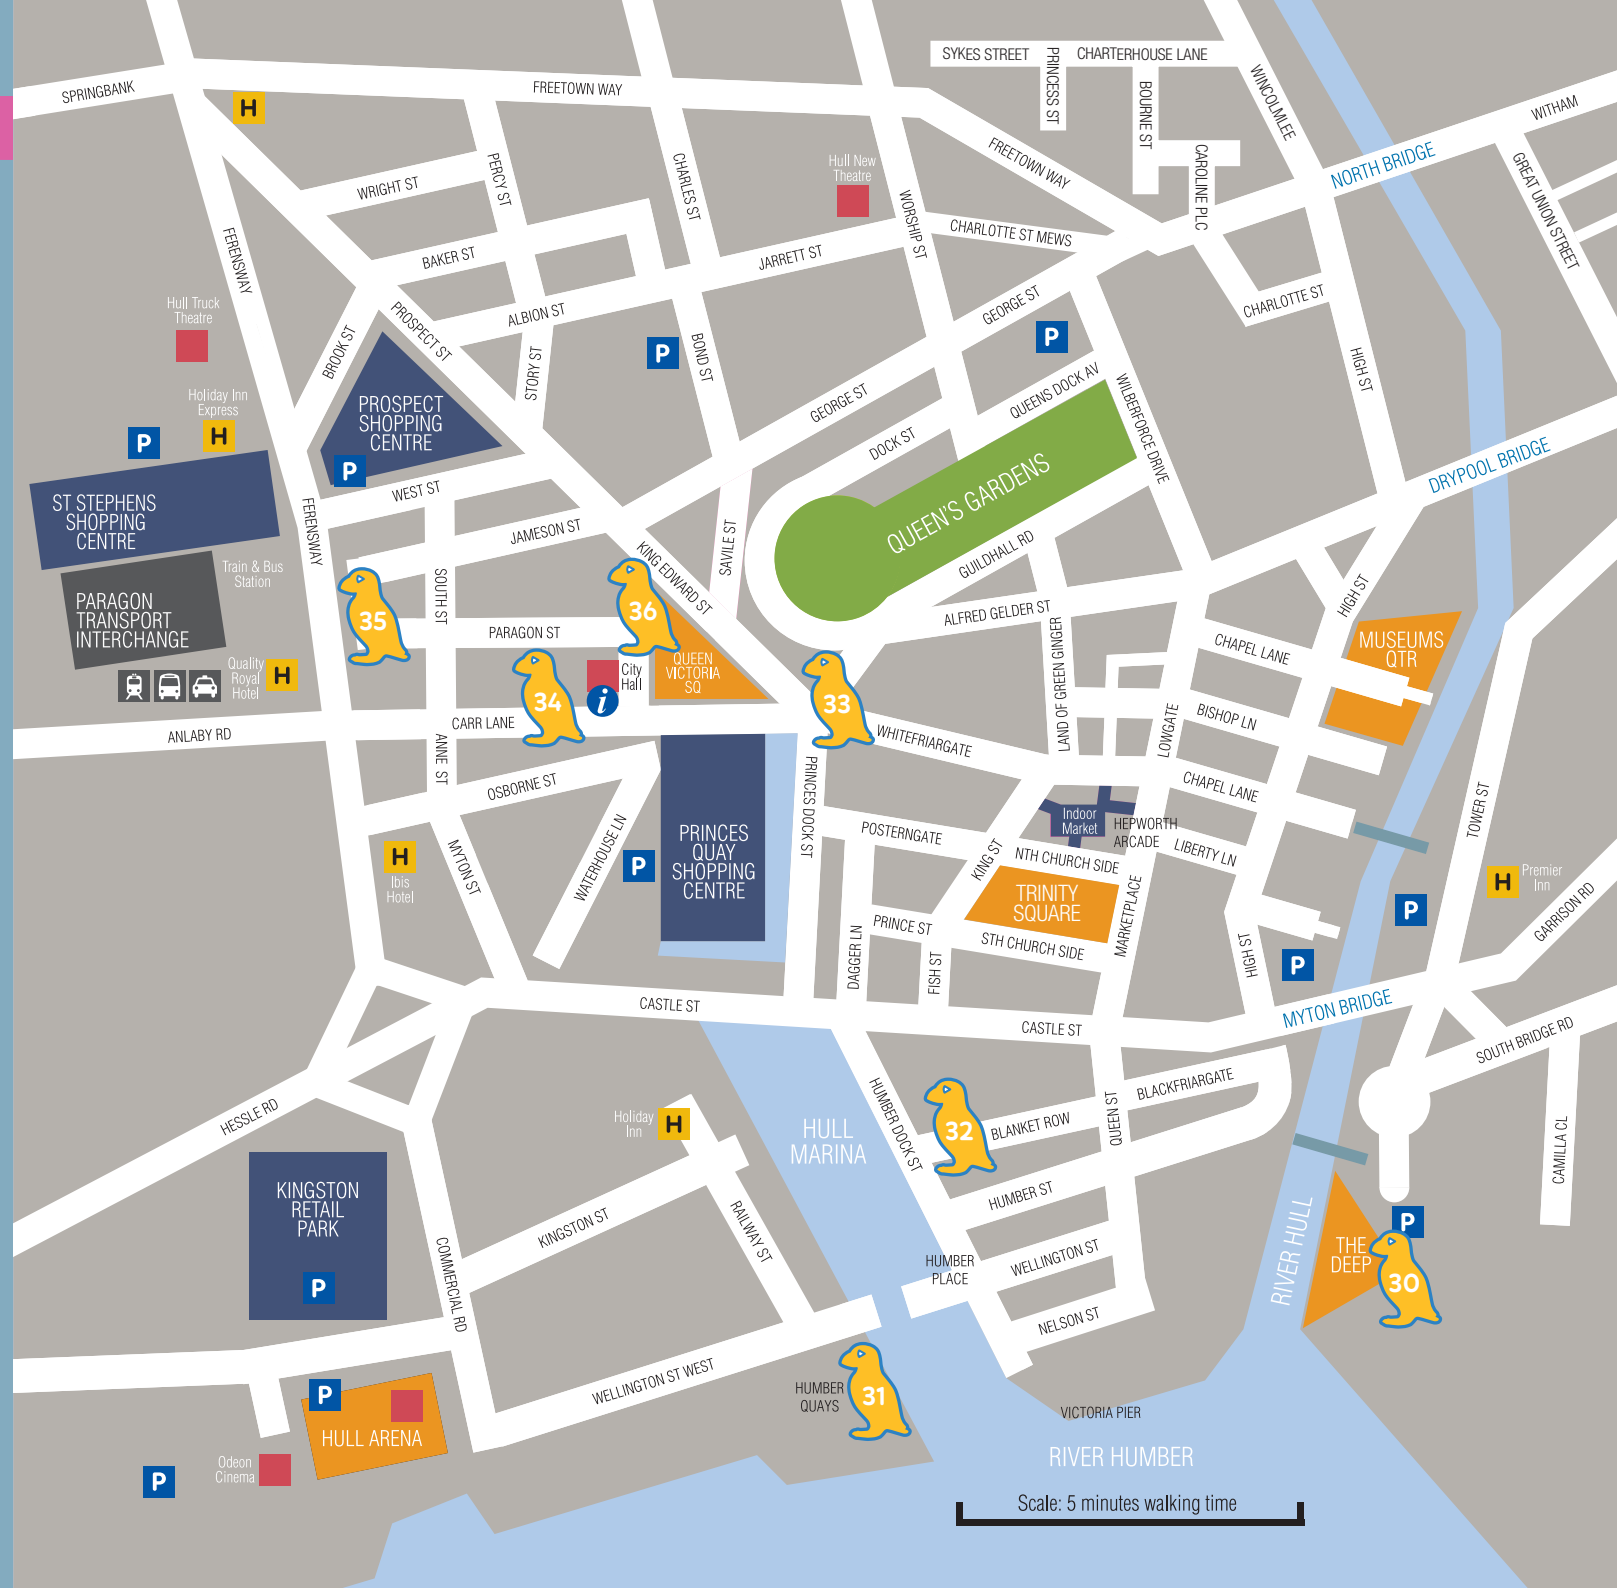 SYKES STREET
PRINCESS ST
CHARTERHOUSE LANE
BOURNE ST
CAROLINE PLC
WINCOLMLEE
WITHAM
NORTH BRIDGE
GREAT UNION STREET
SPRINGBANK
H
FREETOWN WAY
FREETOWN WAY
WRIGHT ST
PERCY ST
CHARLES ST
Hull New
Theatre
WORSHIP ST
CHARLOTTE ST MEWS
FERENSWAY
BAKER ST
JARRETT ST
GEORGE ST
CHARLOTTE ST
Hull Truck
Theatre
BROOK ST
PROSPECT ST
ALBION ST
STORY ST
P
BOND ST
P
HIGH ST
QUEENS DOCK AV
WILBERFORCE DRIVE
GEORGE ST
DOCK ST
Holiday Inn
Express
H
P
PROSPECT
SHOPPING
CENTRE
P
DRYPOOL BRIDGE
QUEEN'S GARDENS
ST STEPHENS
SHOPPING
CENTRE
FERENSWAY
WEST ST
JAMESON ST
KING EDWARD ST
SAVILE ST
GUILDHALL RD
Train & Bus
Station
PARAGON
TRANSPORT
INTERCHANGE
35
SOUTH ST
PARAGON ST
36
ALFRED GELDER ST
HIGH ST
CHAPEL LANE
MUSEUMS
QTR
Quality
Royal
Hotel
H
34
City
Hall
i
QUEEN
VICTORIA
SQ
33
LAND OF GREEN GINGER
LOWGATE
BISHOP LN
ANLABY RD
CARR LANE
ANNE ST
WHITEFRIARGATE
OSBORNE ST
CHAPEL LANE
PRINCES DOCK ST
TOWER ST
Indoor
Market
HEPWORTH
ARCADE
LIBERTY LN
POSTERNGATE
KING ST
NTH CHURCH SIDE
PRINCES
QUAY
SHOPPING
CENTRE
P
WATERHOUSE LN
MYTON ST
H
Ibis
Hotel
TRINITY
SQUARE
MARKETPLACE
H
Premier
Inn
P
GARRISON RD
PRINCE ST
STH CHURCH SIDE
DAGGER LN
FISH ST
HIGH ST
P
CASTLE ST
CASTLE ST
MYTON BRIDGE
SOUTH BRIDGE RD
HESSLE RD
Holiday
Inn
H
HULL
MARINA
HUMBER DOCK ST
32
BLANKET ROW
BLACKFRIARGATE
QUEEN ST
CAMILLA CL
KINGSTON
RETAIL
PARK
P
COMMERCIAL RD
KINGSTON ST
RAILWAY ST
HUMBER ST
HUMBER
PLACE
WELLINGTON ST
NELSON ST
RIVER HULL
P
THE
DEEP
30
WELLINGTON ST WEST
HUMBER
QUAYS
31
VICTORIA PIER
P
HULL ARENA
Odeon
Cinema
P
RIVER HUMBER
Scale: 5 minutes walking time